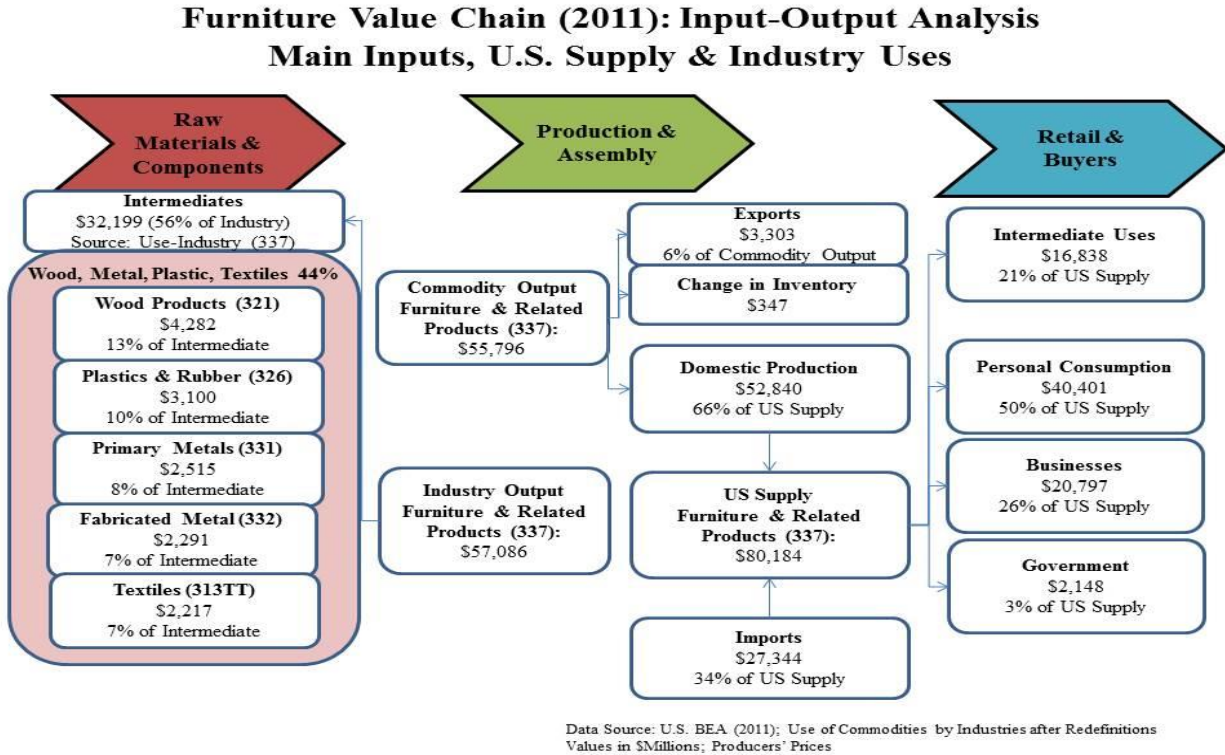 Furniture Value Chain (2011): Input-Output Analysis
Main Inputs, U.S. Supply & Industry Uses
Raw
Materials &
Components
Production &
Assembly
Retail &
Buyers
Intermediates
$32,199 (56% of Industry)
Source: Use-Industry (337)
Wood, Metal, Plastic, Textiles 44%
Wood Products (321)
$4,282
13% of Intermediate
Plastics & Rubber (326)
$3,100
10% of Intermediate
Primary Metals (331)
$2,515
8% of Intermediate
Fabricated Metal (332)
$2,291
7% of Intermediate
Textiles (313TT)
$2,217
7% of Intermediate
Commodity Output
Furniture & Related
Products (337):
$55,796
Industry Output
Furniture & Related
Products (337):
$57,086
Exports
$3,303
6% of Commodity Output
Change in Inventory
$347
Domestic Production
$52,840
66% of US Supply
US Supply
Furniture & Related
Products (337):
$80,184
Imports
$27,344
34% of US Supply
Intermediate Uses
$16,838
21% of US Supply
Personal Consumption
$40,401
50% of US Supply
Businesses
$20,797
26% of US Supply
Government
$2,148
3% of US Supply
Data Source: U.S. BEA (2011); Use of Commodities by Industries after Redefinitions
Values in $Millions; Producers' Prices